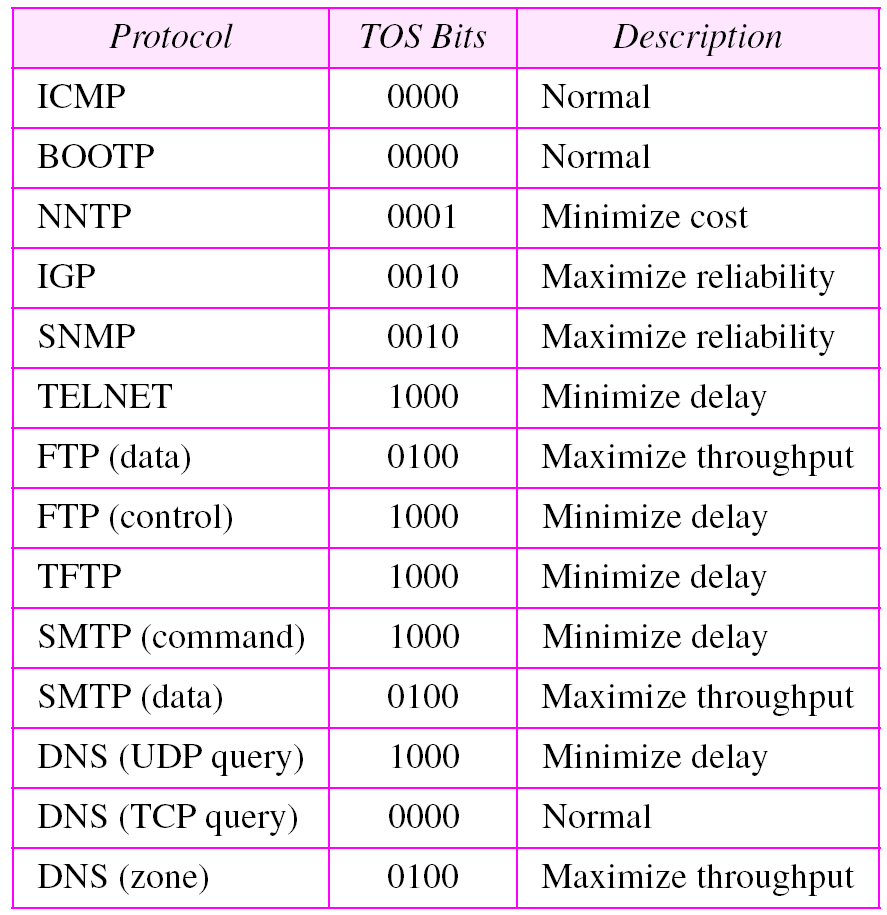 Protocol TOS Bits Description
ICMP 0000 Normal
BOOTP 0000 Normal
NNTP 0001 Minimize cost
IGP 0010 Maximize reliability
SNMP 0010 Maximize reliability
TELNET 1000 Minimize delay
FTP (data) 0100 Maximize throughput
FTP (control) 1000 Minimize delay
TFTP 1000 Minimize delay
SMTP (command) 1000 Minimize delay
SMTP (data) 0100 Maximize throughput
DNS (UDP query) 1000 Minimize delay
DNS (TCP query) 0000 Normal
DNS (zone) 0100 Maximize throughput